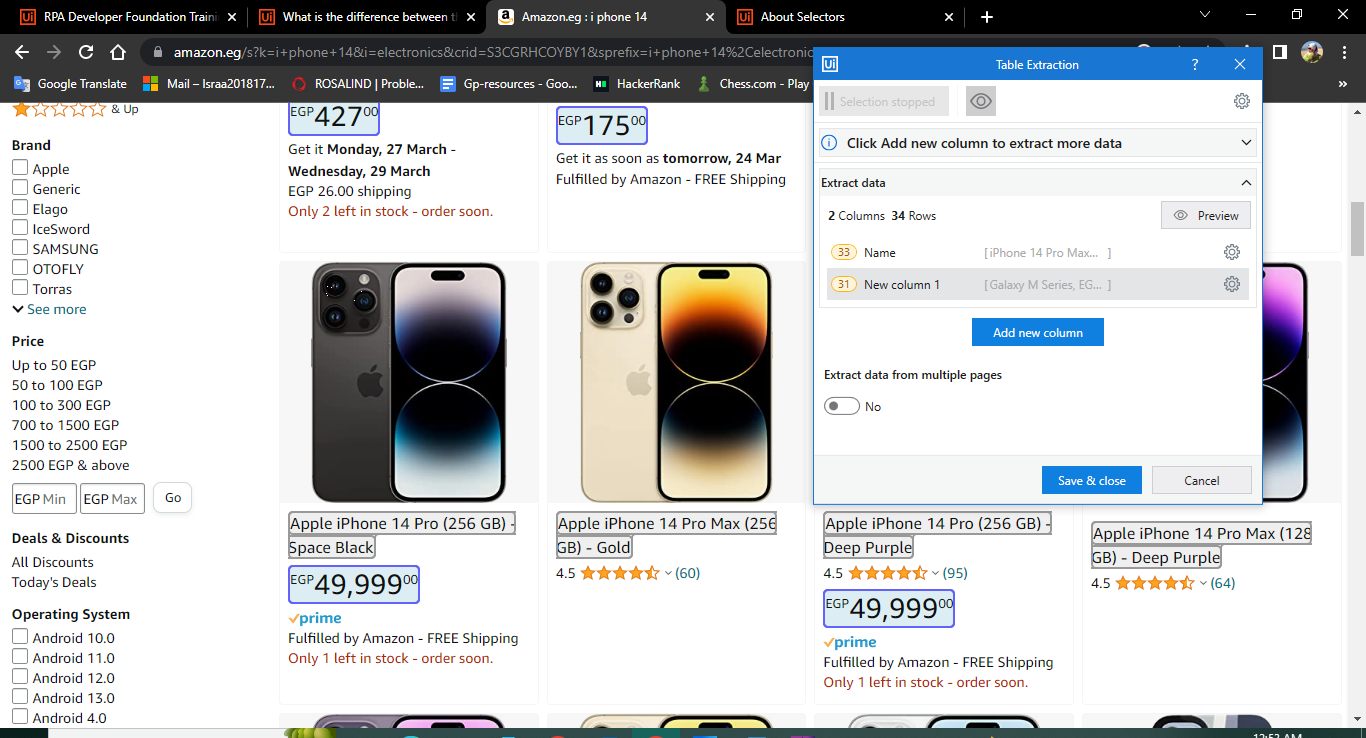 RPA Developer Foundation Traini
What is the difference between th
Amazon.eg : i phone 14
About Selectors
amazon.eg/s?k=i+phone+14&i=electronics&crid=S3CGRHCOYBY1&sprefix=i+phone+14%2Celectronic
Google Translate
Mail – Israa201817...
ROSALIND | Proble...
Gp-resources - Goo...
HackerRank
Chess.com - Play
»
& Up
Brand
Apple
Generic
Elago
IceSword
SAMSUNG
OTOFLY
Torras
See more
Price
Up to 50 EGP
50 to 100 EGP
100 to 300 EGP
700 to 1500 EGP
1500 to 2500 EGP
2500 EGP & above
EGP Min EGP Max Go
Deals & Discounts
All Discounts
Today's Deals
Operating System
Android 10.0
Android 11.0
Android 12.0
Android 13.0
Android 4.0
EGP 427 00
Get it Monday, 27 March -
Wednesday, 29 March
EGP 26.00 shipping
Only 2 left in stock - order soon.
EGP 175 00
Get it as soon as tomorrow, 24 Mar
Fulfilled by Amazon - FREE Shipping
Apple iPhone 14 Pro (256 GB) -
Space Black
EGP 49,999 00
prime
Fulfilled by Amazon - FREE Shipping
Only 1 left in stock - order soon.
Apple iPhone 14 Pro Max (256
GB) - Gold
4.5 (60)
Apple iPhone 14 Pro (256 GB) -
Deep Purple
4.5 (95)
EGP 49,999 00
prime
Fulfilled by Amazon - FREE Shipping
Only 1 left in stock - order soon.
Apple iPhone 14 Pro Max (128
GB) - Deep Purple
4.5 (64)
Ui Table Extraction ?
Selection stopped
Click Add new column to extract more data
Extract data
2 Columns 34 Rows Preview
33 Name [ iPhone 14 Pro Max... ]
31 New column 1 [ Galaxy M Series, EG... ]
Add new column
Extract data from multiple pages
No
Save & close Cancel
12:52 AM